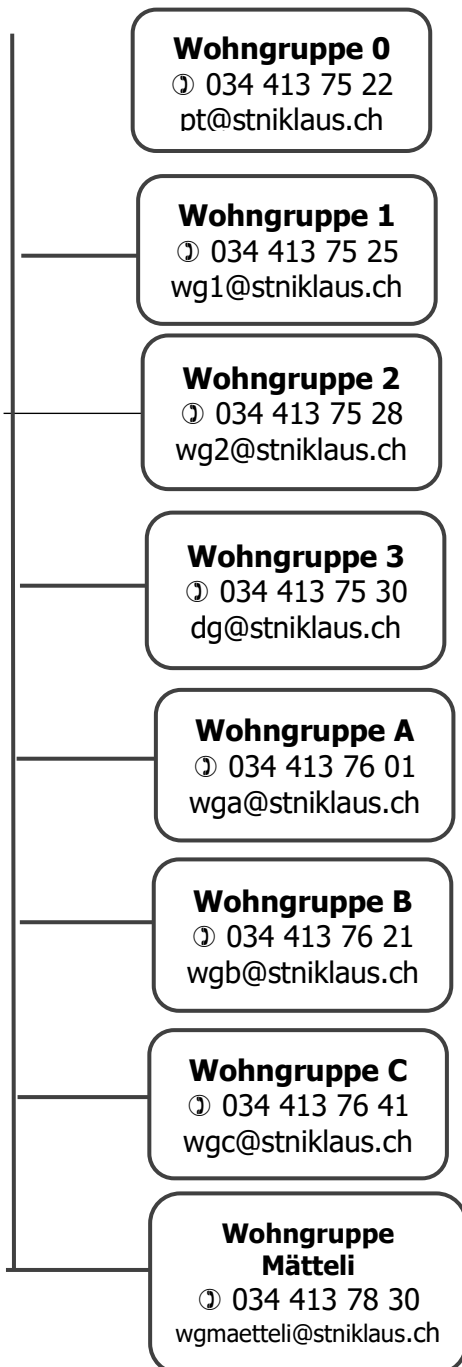 Wohngruppe 0
✆ 034 413 75 22
pt@stniklaus.ch
Wohngruppe 1
✆ 034 413 75 25
wg1@stniklaus.ch
Wohngruppe 2
✆ 034 413 75 28
wg2@stniklaus.ch
Wohngruppe 3
✆ 034 413 75 30
dg@stniklaus.ch
Wohngruppe A
✆ 034 413 76 01
wga@stniklaus.ch
Wohngruppe B
✆ 034 413 76 21
wgb@stniklaus.ch
Wohngruppe C
✆ 034 413 76 41
wgc@stniklaus.ch
Wohngruppe
Mätteli
✆ 034 413 78 30
wgmaetteli@stniklaus.ch